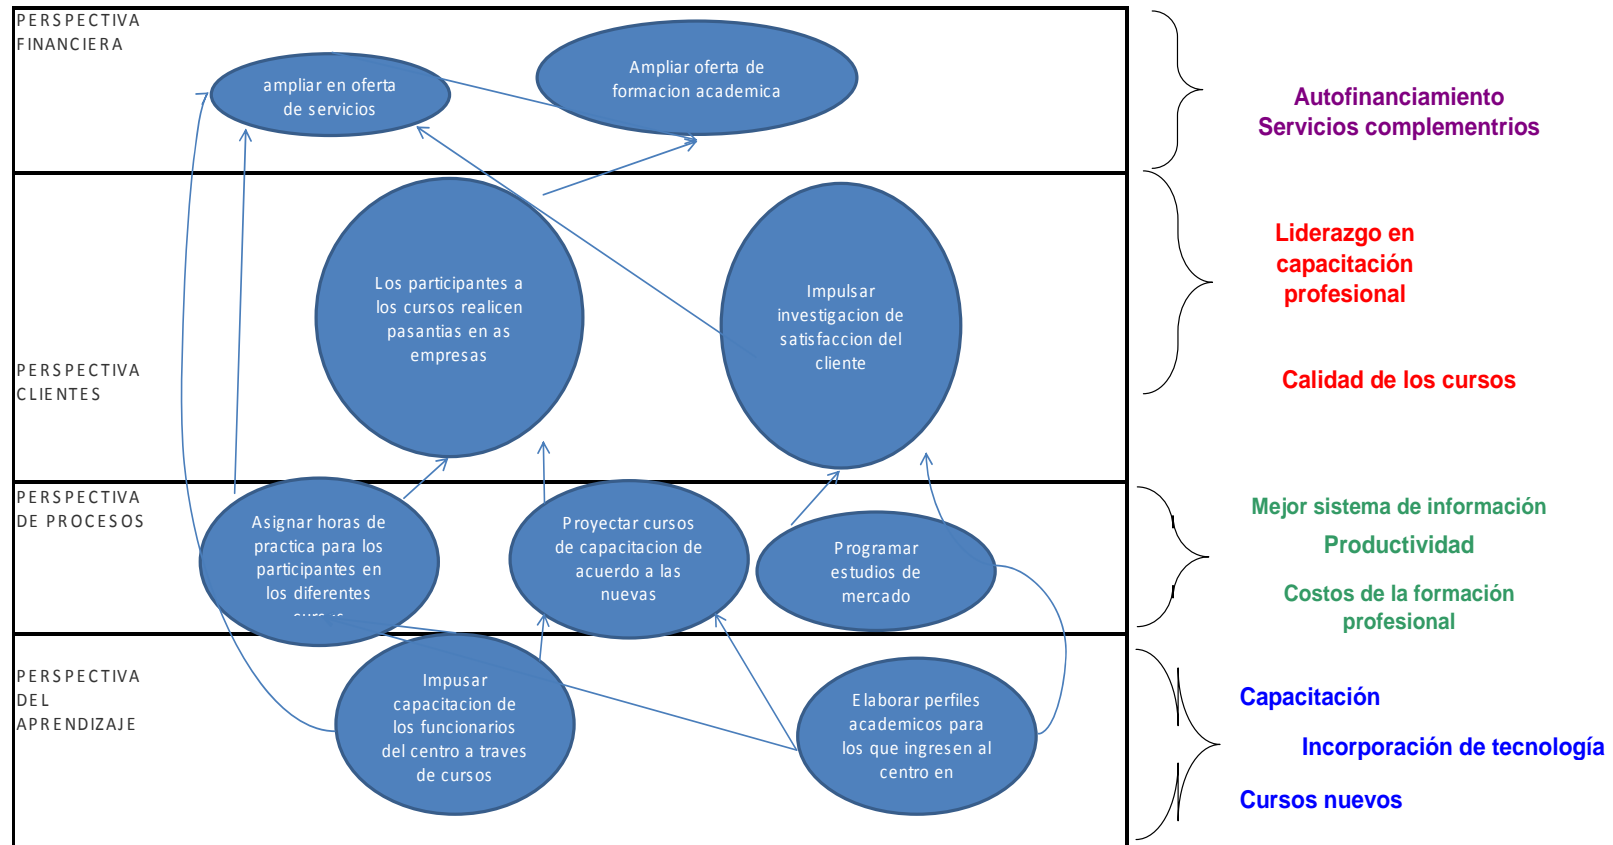 PERSPECTIVA
FINANCIERA
ampliar en oferta
de servicios
Ampliar oferta de
formacion academica
Autofinanciamiento
Servicios complementrios
PERSPECTIVA
CLIENTES
Los participantes a
los cursos realicen
pasantias en as
empresas
Impulsar
investigacion de
satisfaccion del
cliente
Liderazgo en
capacitación
profesional
Calidad de los cursos
PERSPECTIVA
DE PROCESOS
Asignar horas de
practica para los
participantes en
los diferentes
cursos
Proyectar cursos
de capacitacion de
acuerdo a las
nuevas
Programar
estudios de
mercado
Mejor sistema de información
Productividad
Costos de la formación
profesional
PERSPECTIVA
DEL
APRENDIZAJE
Impusar
capacitacion de
los funcionarios
del centro a traves
de cursos
Elaborar perfiles
academicos para
los que ingresen al
centro en
Capacitación
Incorporación de tecnología
Cursos nuevos